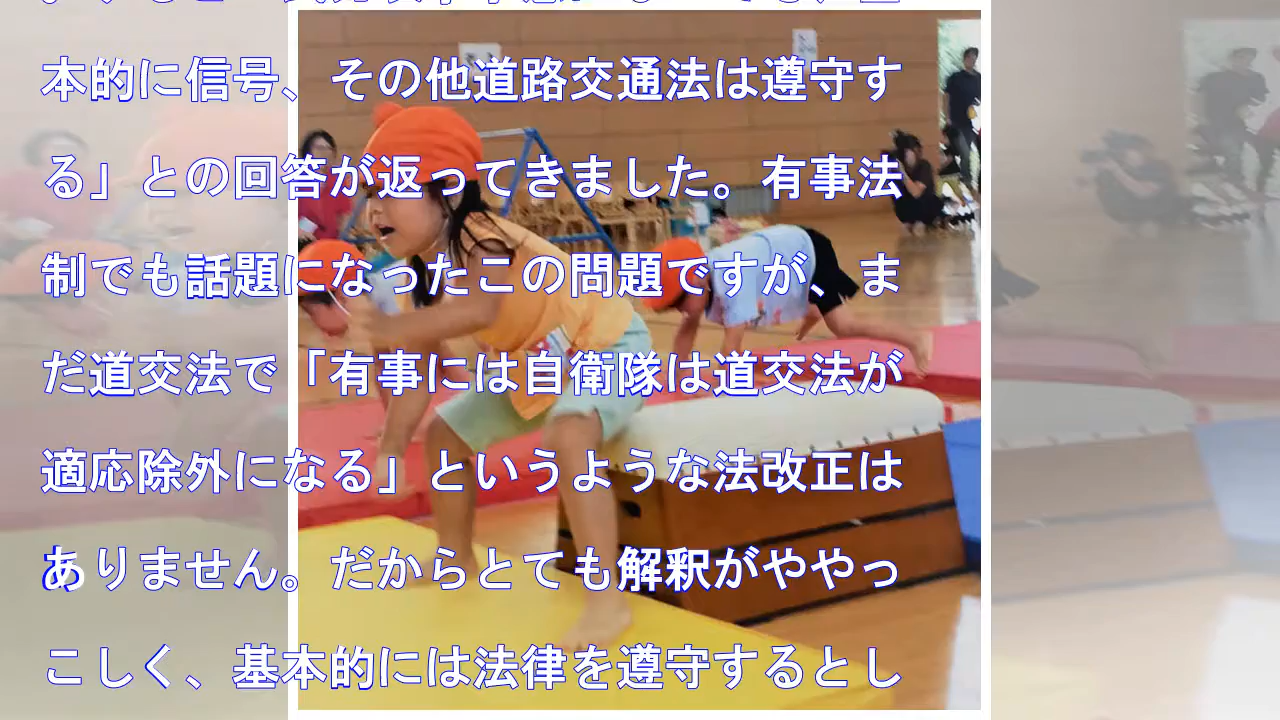 本的に信号、その他道路交通法は遵守す
る」との回答が返ってきました。有事法
制でも話題になったこの問題ですが、ま
だ道交法で「有事には自衛隊は道交法が
適応除外になる」というような法改正は
ありません。だからとても解釈がややっ
こしく、基本的には法律を遵守するとし